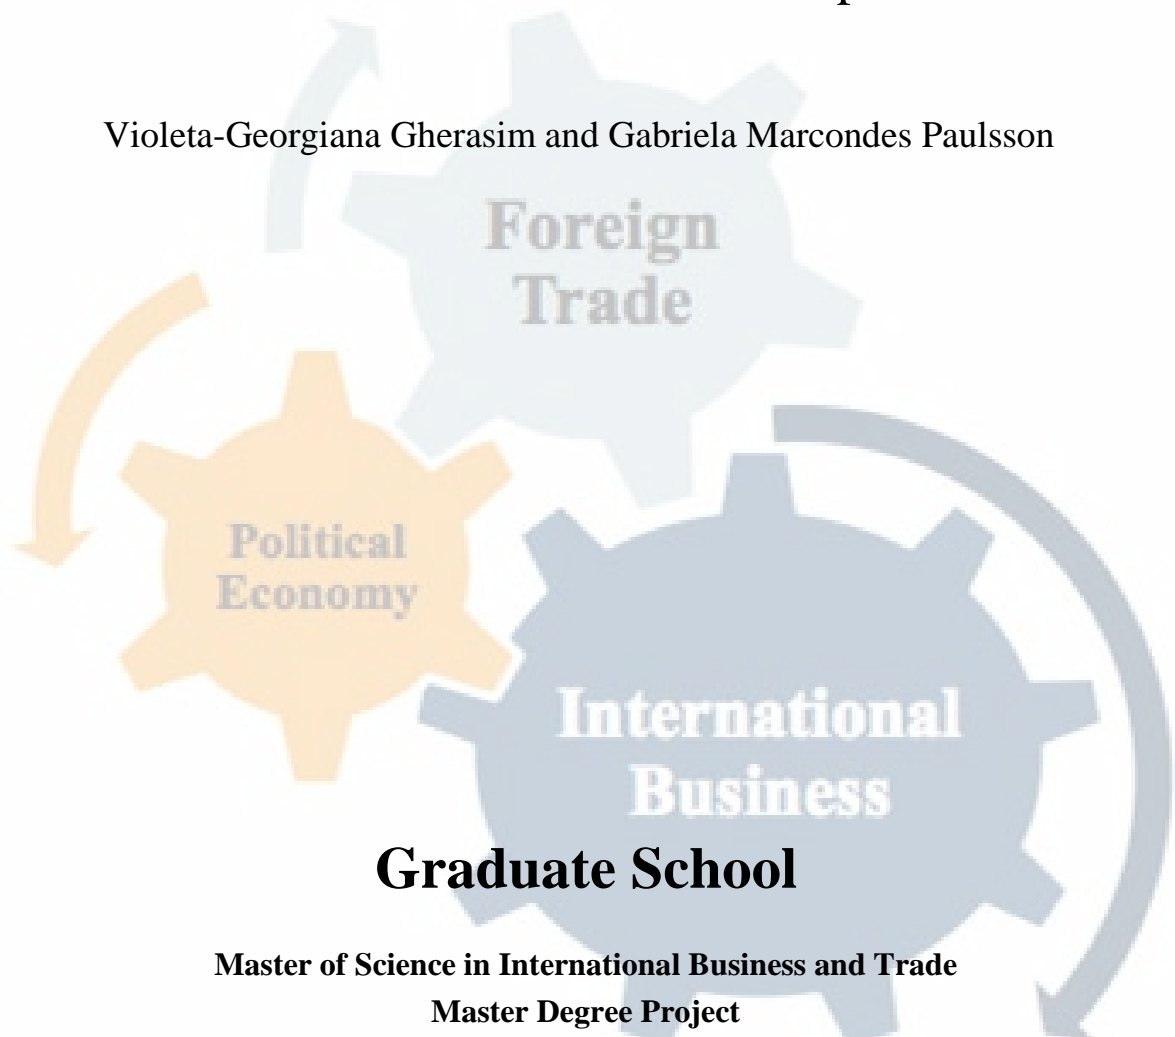 Violeta-Georgiana Gherasim and Gabriela Marcondes Paulsson
Foreign
Trade
Political
Economy
International
Business
Graduate School
Master of Science in International Business and Trade
Master Degree Project